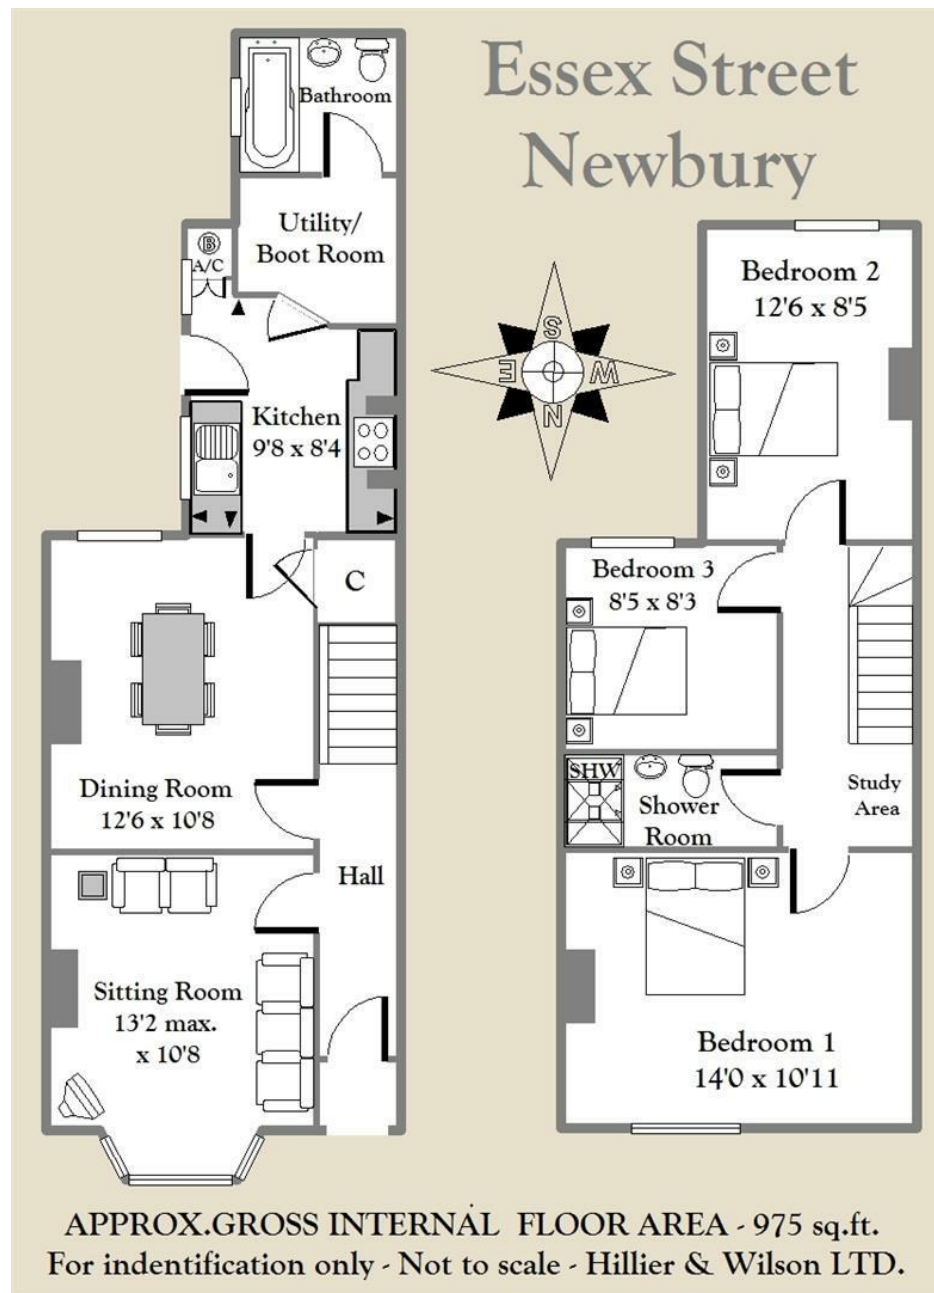 Essex Street
Newbury
Bathroom
Utility/
Boot Room
B
A/C
Kitchen
9'8 x 8'4
C
Dining Room
12'6 x 10'8
Hall
Sitting Room
13'2 max.
x 10'8
S
E
W
N
Bedroom 2
12'6 x 8'5
Bedroom 3
8'5 x 8'3
SHW
Shower
Room
Study
Area
Bedroom 1
14'0 x 10'11
APPROX.GROSS INTERNAL FLOOR AREA - 975 sq.ft.
For indentification only - Not to scale - Hillier & Wilson LTD.